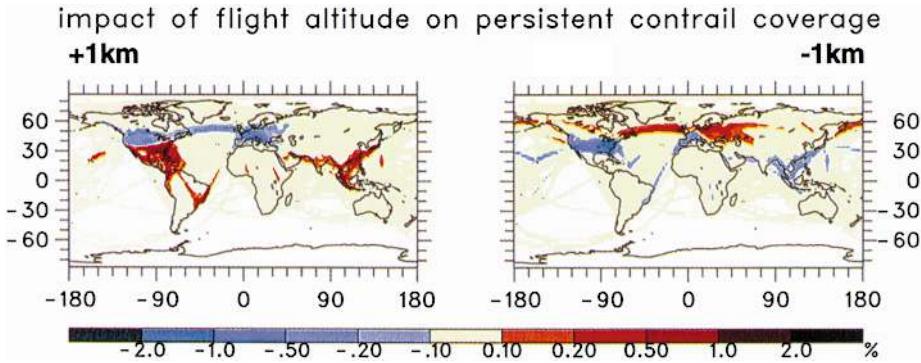 impact of flight altitude on persistent contrail coverage
+1km -1km
60 60
30 30
0 0
-30 -30
-60 -60
-180 -90 0 90 180 -180 -90 0 90 180
-2.0 -1.0 -.50 -.20 -.10 0.10 0.20 0.50 1.0 2.0 %